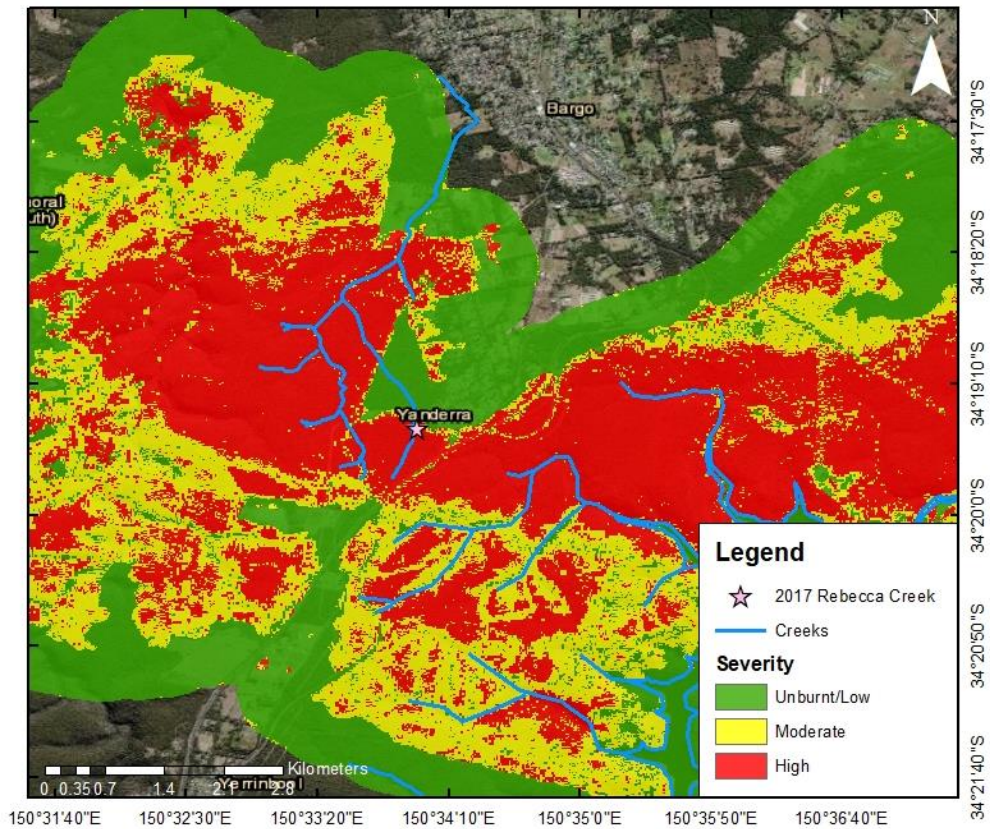 N
Bargo
34°17'30"S
oral
uth)
34°18'20"S
34°19'10"S
Yanderra
34°20'0"S
Legend
2017 Rebecca Creek
Creeks
Severity
Unburnt/Low
Moderate
High
34°20'50"S
34°21'40"S
Kilometers
Yerrinbool
0 0.35 0.7 1.4 2.1 2.8
150°31'40"E 150°32'30"E 150°33'20"E 150°34'10"E 150°35'0"E 150°35'50"E 150°36'40"E